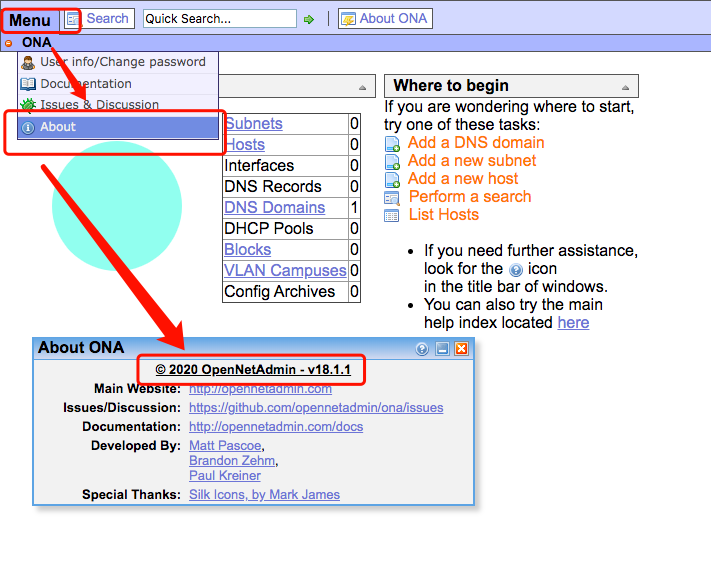 Menu
Search
Quick Search...
About ONA
ONA
User info/Change password
Documentation
Issues & Discussion
About
Subnets 0
Hosts 0
Interfaces 0
DNS Records 0
DNS Domains 1
DHCP Pools 0
Blocks 0
VLAN Campuses 0
Config Archives 0
Where to begin
If you are wondering where to start,
try one of these tasks:
Add a DNS domain
Add a new subnet
Add a new host
Perform a search
List Hosts
• If you need further assistance,
look for the ? icon
in the title bar of windows.
• You can also try the main
help index located here
About ONA
© 2020 OpenNetAdmin - v18.1.1
Main Website: http://opennetadmin.com
Issues/Discussion: https://github.com/opennetadmin/ona/issues
Documentation: http://opennetadmin.com/docs
Developed By: Matt Pascoe,
Brandon Zehm,
Paul Kreiner
Special Thanks: Silk Icons, by Mark James